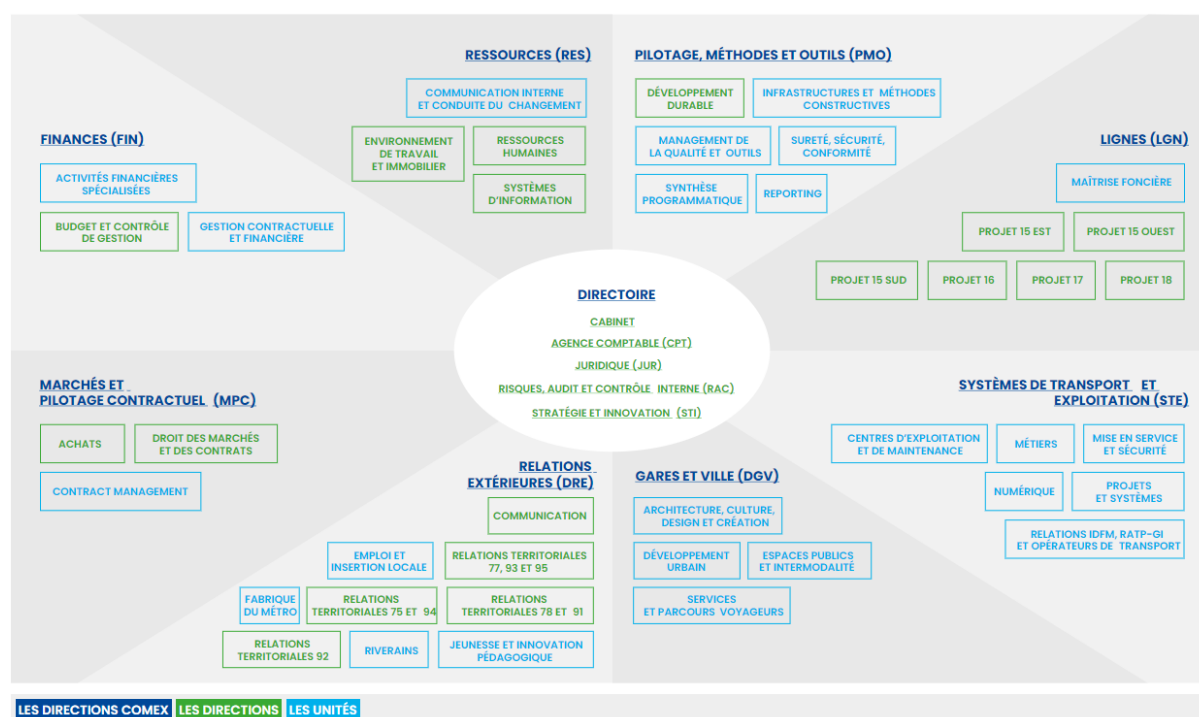 RESSOURCES (RES)
COMMUNICATION INTERNE
ET CONDUITE DU CHANGEMENT
ENVIRONNEMENT
DE TRAVAIL
ET IMMOBILIER
RESSOURCES
HUMAINES
SYSTÈMES
D'INFORMATION
PILOTAGE, MÉTHODES ET OUTILS (PMO)
DÉVELOPPEMENT
DURABLE
INFRASTRUCTURES ET MÉTHODES
CONSTRUCTIVES
MANAGEMENT DE
LA QUALITÉ ET OUTILS
SURETÉ, SÉCURITÉ,
CONFORMITÉ
SYNTHÈSE
PROGRAMMATIQUE
REPORTING
FINANCES (FIN)
ACTIVITÉS FINANCIÈRES
SPÉCIALISÉES
BUDGET ET CONTRÔLE
DE GESTION
GESTION CONTRACTUELLE
ET FINANCIÈRE
LIGNES (LGN)
MAÎTRISE FONCIÈRE
PROJET 15 EST
PROJET 15 OUEST
PROJET 15 SUD
PROJET 16
PROJET 17
PROJET 18
DIRECTOIRE
CABINET
AGENCE COMPTABLE (CPT)
JURIDIQUE (JUR)
RISQUES, AUDIT ET CONTRÔLE INTERNE (RAC)
STRATÉGIE ET INNOVATION (STI)
MARCHÉS ET
PILOTAGE CONTRACTUEL (MPC)
ACHATS
DROIT DES MARCHÉS
ET DES CONTRATS
CONTRACT MANAGEMENT
RELATIONS
EXTÉRIEURES (DRE)
COMMUNICATION
EMPLOI ET
INSERTION LOCALE
RELATIONS TERRITORIALES
77, 93 ET 95
FABRIQUE
DU MÉTRO
RELATIONS
TERRITORIALES 75 ET 94
RELATIONS
TERRITORIALES 78 ET 91
RELATIONS
TERRITORIALES 92
RIVERAINS
JEUNESSE ET INNOVATION
PÉDAGOGIQUE
GARES ET VILLE (DGV)
ARCHITECTURE, CULTURE,
DESIGN ET CRÉATION
DÉVELOPPEMENT
URBAIN
ESPACES PUBLICS
ET INTERMODALITÉ
SERVICES
ET PARCOURS VOYAGEURS
SYSTÈMES DE TRANSPORT ET
EXPLOITATION (STE)
CENTRES D'EXPLOITATION
ET DE MAINTENANCE
MÉTIERS
MISE EN SERVICE
ET SÉCURITÉ
NUMÉRIQUE
PROJETS
ET SYSTÈMES
RELATIONS IDFM, RATP-GI
ET OPÉRATEURS DE TRANSPORT
LES DIRECTIONS COMEX LES DIRECTIONS LES UNITÉS